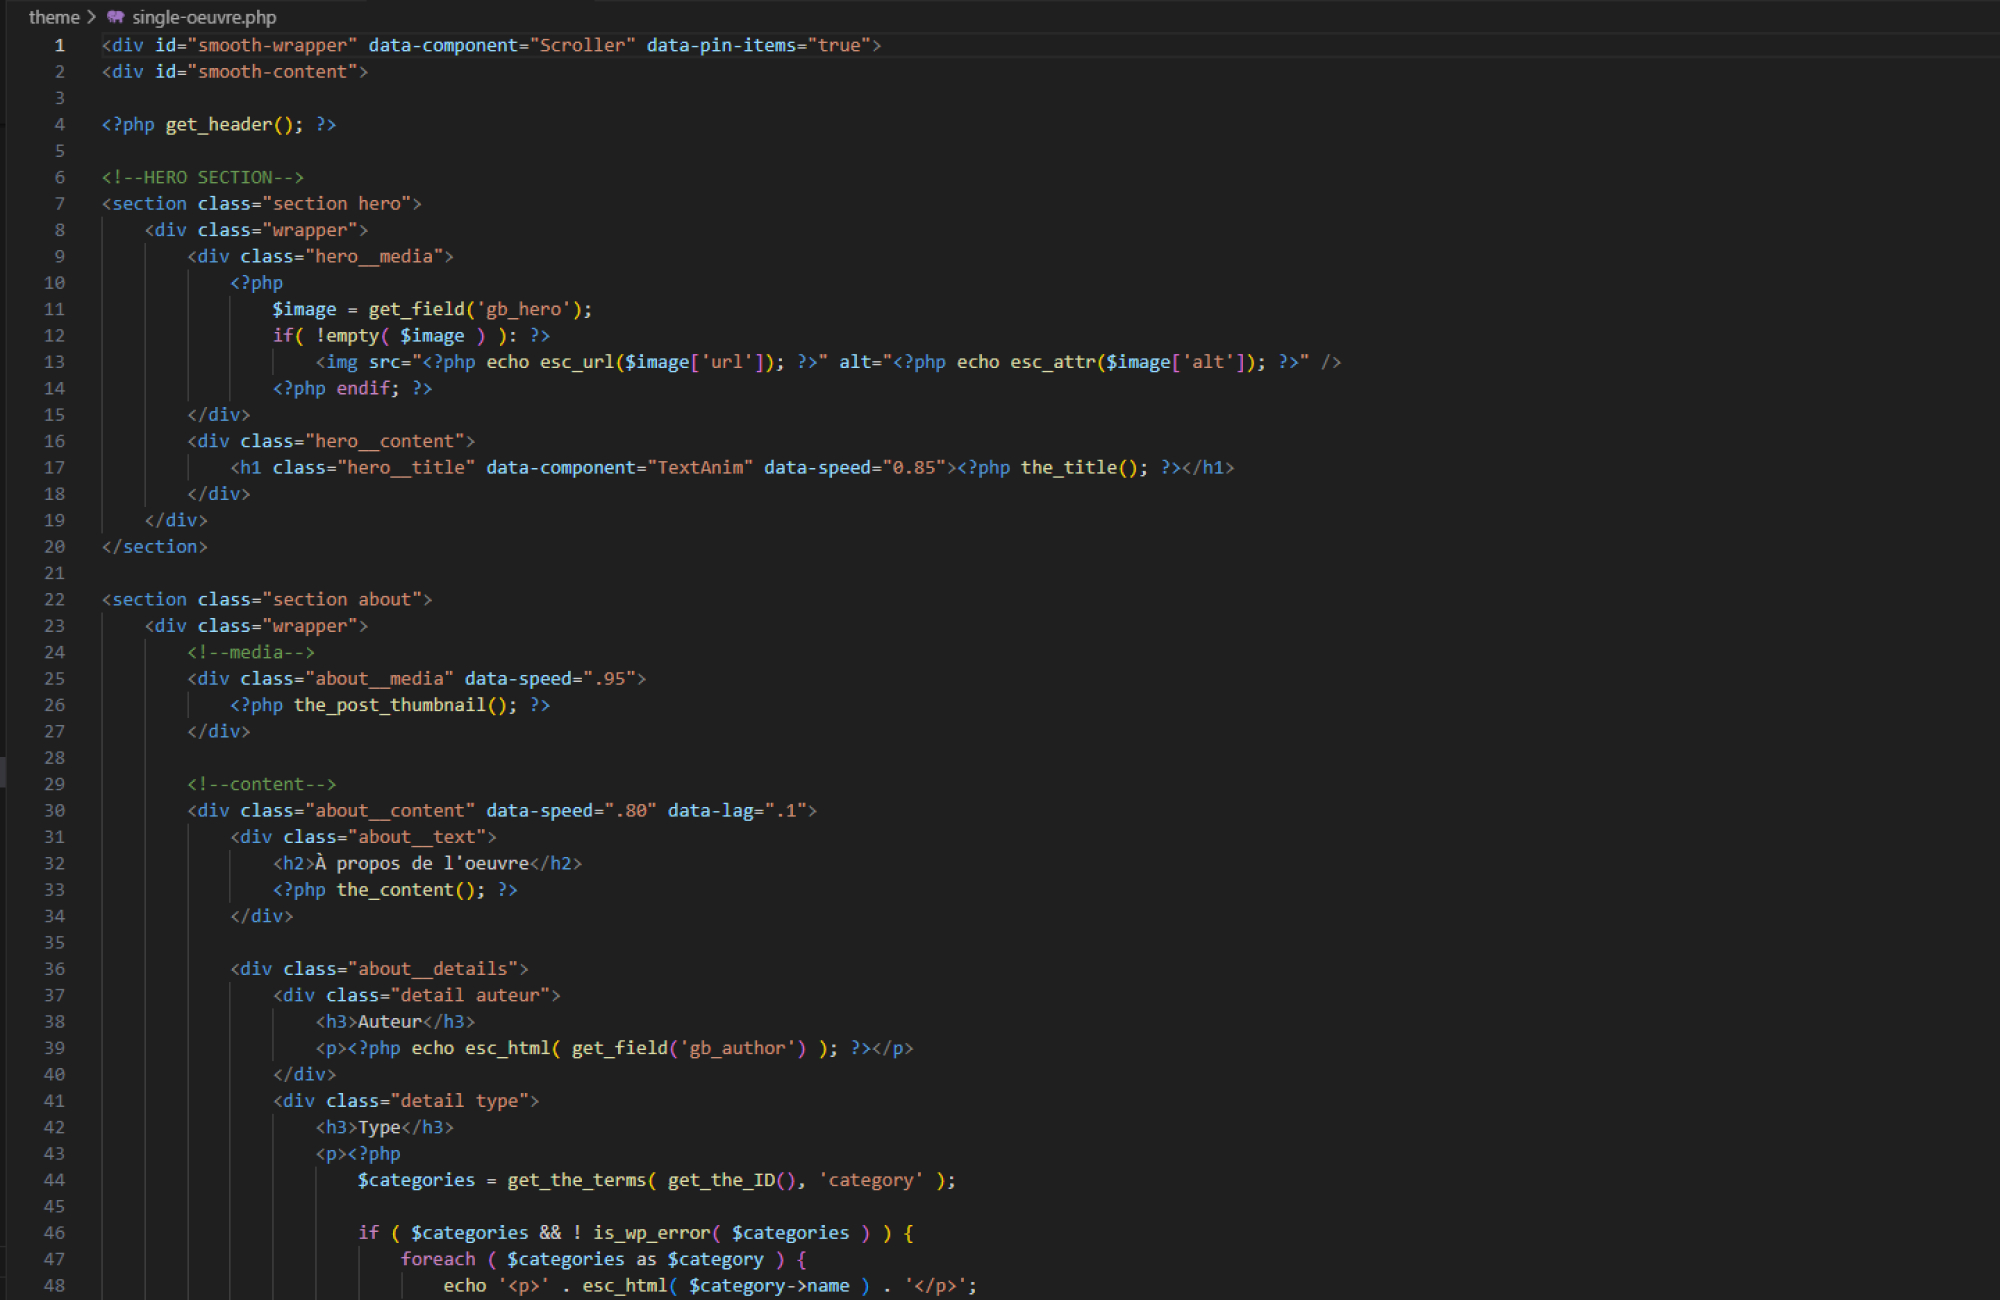 theme > single-oeuvre.php
1 <div id="smooth-wrapper" data-component="Scroller" data-pin-items="true">
2 <div id="smooth-content">
3
4 <?php get_header(); ?>
5
6 <!--HERO SECTION-->
7 <section class="section hero">
8     <div class="wrapper">
9         <div class="hero__media">
10             <?php
11                 $image = get_field('gb_hero');
12                 if( !empty( $image ) ): ?>
13                     <img src="<?php echo esc_url($image['url']); ?>" alt="<?php echo esc_attr($image['alt']); ?>" />
14                 <?php endif; ?>
15         </div>
16         <div class="hero__content">
17             <h1 class="hero__title" data-component="TextAnim" data-speed="0.85"><?php the_title(); ?></h1>
18         </div>
19     </div>
20 </section>
21
22 <section class="section about">
23     <div class="wrapper">
24         <!--media-->
25         <div class="about__media" data-speed=".95">
26             <?php the_post_thumbnail(); ?>
27         </div>
28
29         <!--content-->
30         <div class="about__content" data-speed=".80" data-lag=".1">
31             <div class="about__text">
32                 <h2>À propos de l'oeuvre</h2>
33                 <?php the_content(); ?>
34             </div>
35
36             <div class="about__details">
37                 <div class="detail auteur">
38                     <h3>Auteur</h3>
39                     <p><?php echo esc_html( get_field('gb_author') ); ?></p>
40                 </div>
41                 <div class="detail type">
42                     <h3>Type</h3>
43                     <p><?php
44                         $categories = get_the_terms( get_the_ID(), 'category' );
45
46                         if ( $categories && ! is_wp_error( $categories ) ) {
47                             foreach ( $categories as $category ) {
48                                 echo '<p>' . esc_html( $category->name ) . '</p>';